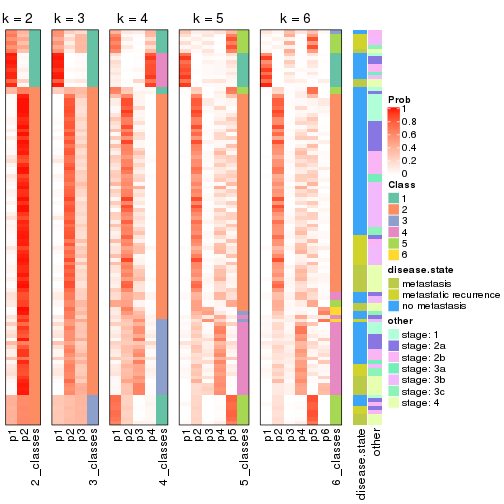 k = 2 k = 3 k = 4 k = 5 k = 6
Prob
1
0.8
0.6
0.4
0.2
0
Class
1
2
3
4
5
6
disease.state
metastasis
metastatic recurrence
no metastasis
other
stage: 1
stage: 2a
stage: 2b
stage: 3a
stage: 3b
stage: 3c
stage: 4
p1 p2 2_classes p1 p2 p3 3_classes p1 p2 p3 p4 4_classes p1 p2 p3 p4 p5 5_classes p1 p2 p3 p4 p5 p6 6_classes disease.state other